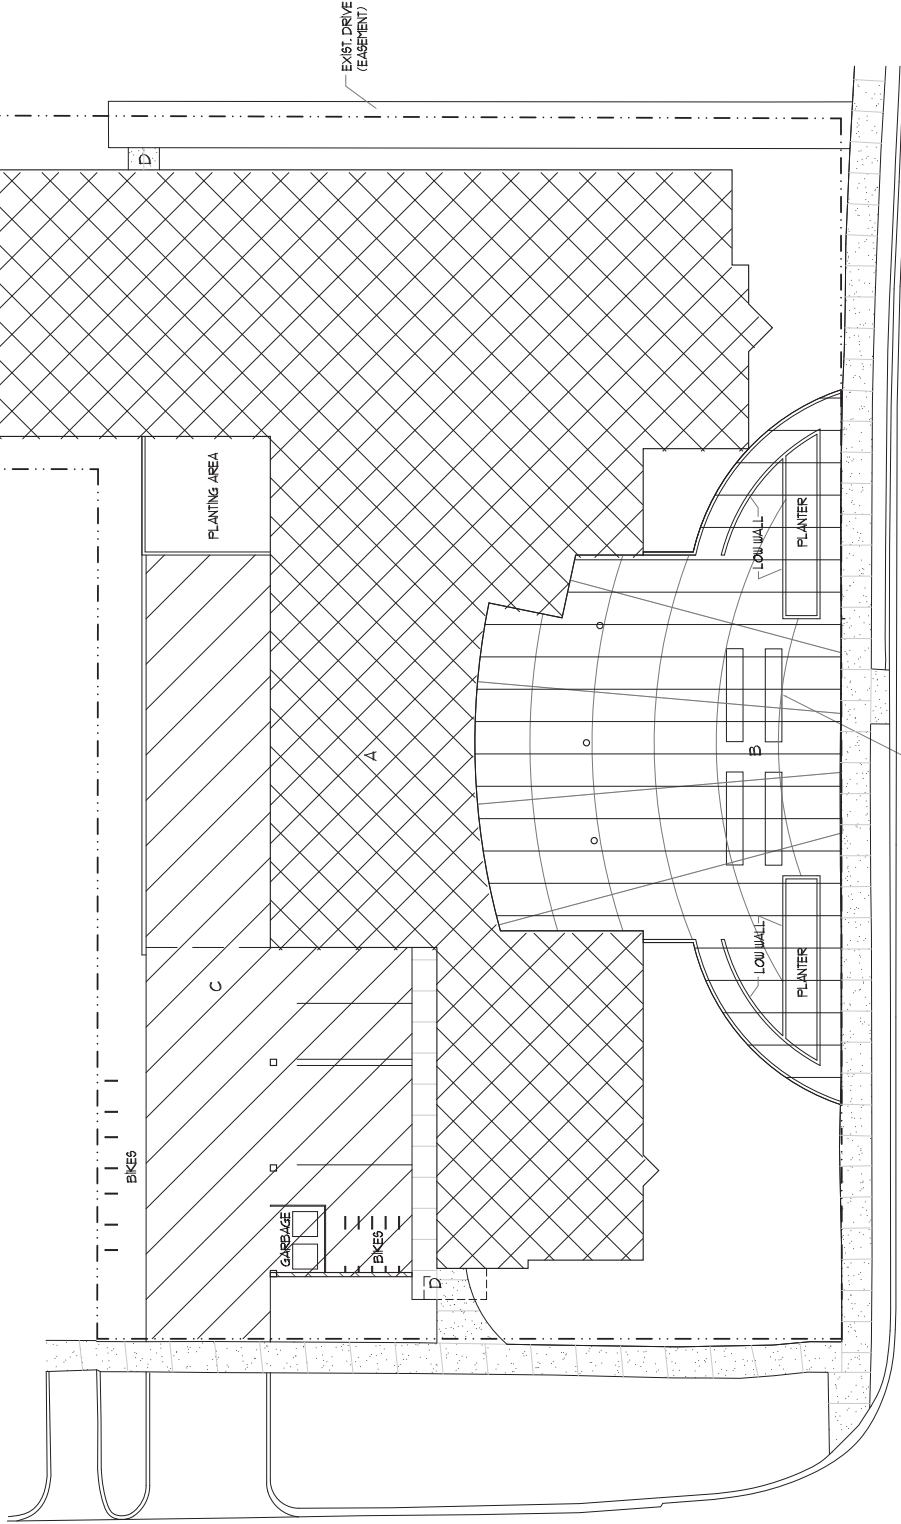 EXIST. DRIVE
(EASEMENT)
D
PLANTING AREA
LOW WALL
PLANTER
A
B
C
LOW WALL
PLANTER
BIKES
GARBAGE
BIKES
D